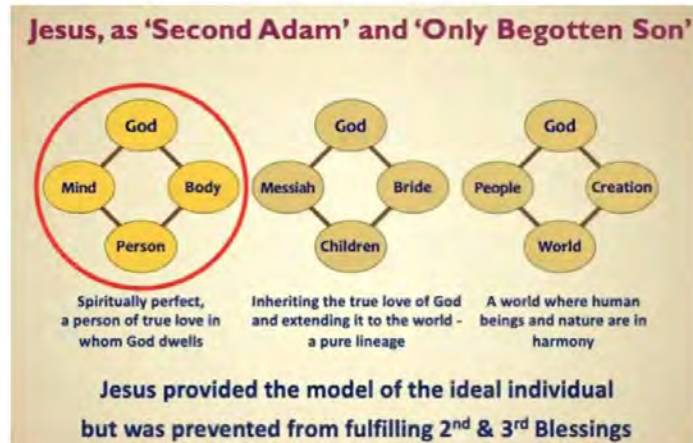 Jesus, as 'Second Adam' and 'Only Begotten Son'
God
Mind
Body
Person
God
Messiah
Bride
Children
God
People
Creation
World
Spiritually perfect,
a person of true love in
whom God dwells
Inheriting the true love of God
and extending it to the world -
a pure lineage
A world where human
beings and nature are in
harmony
Jesus provided the model of the ideal individual
but was prevented from fulfilling 2nd & 3rd Blessings